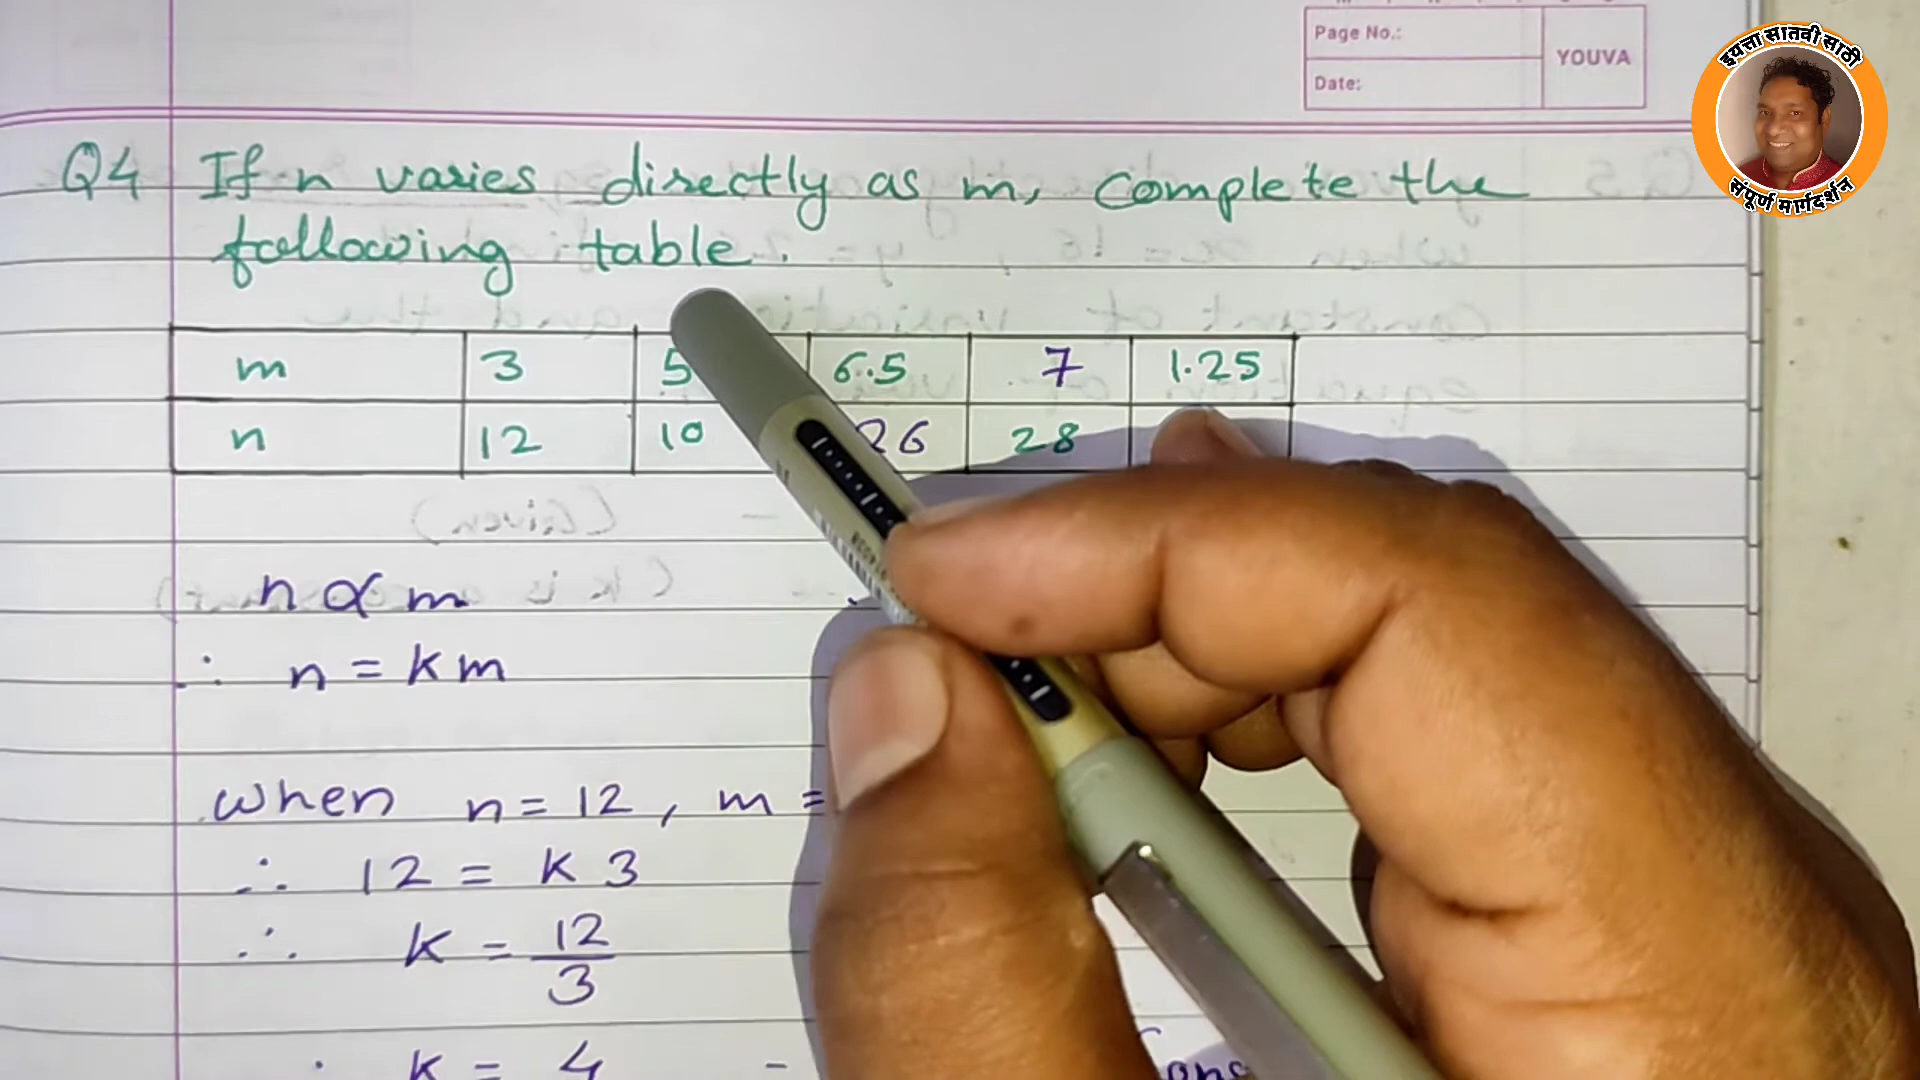 Page No.:
YOUVA
Date:
इयत्ता सातवी साठी
संपूर्ण मार्गदर्शन
Q4 If n varies directly as m, complete the
following table.
m 3 5 6.5 7 1.25
n 12 10 26 28
n ∝ m
∴ n = km
when n = 12, m =
∴ 12 = k 3
∴ k = 12
3
k = 4 -